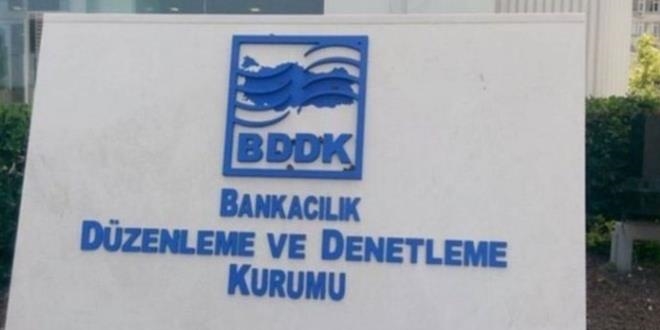 BDDK
BANKACILIK
DÜZENLEME VE DENETLEME
KURUMU